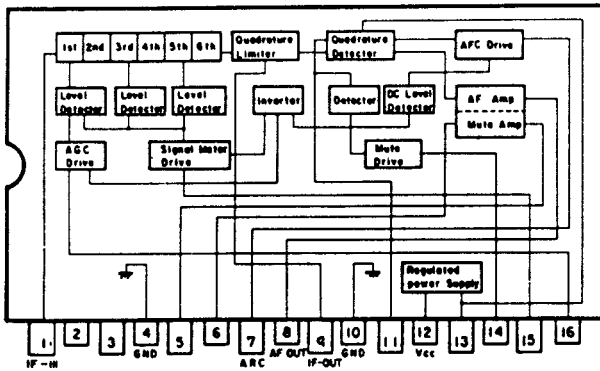 1st 2nd 3rd 4th 5th 6th
Quadrature
Limiter
Quadrature
Detector
AFC Drive
Level
Detector
Level
Detector
Level
Detector
Invertor
Detector
DC Level
Detector
AF Amp
Mute Amp
AGC
Drive
Signal Meter
Drive
Mute
Drive
Regulated
power Supply
1 2 3 4 5 6 7 8 9 10 11 12 13 14 15 16
IF-IN
GND
ARC
AF OUT
IF-OUT
GND
Vcc